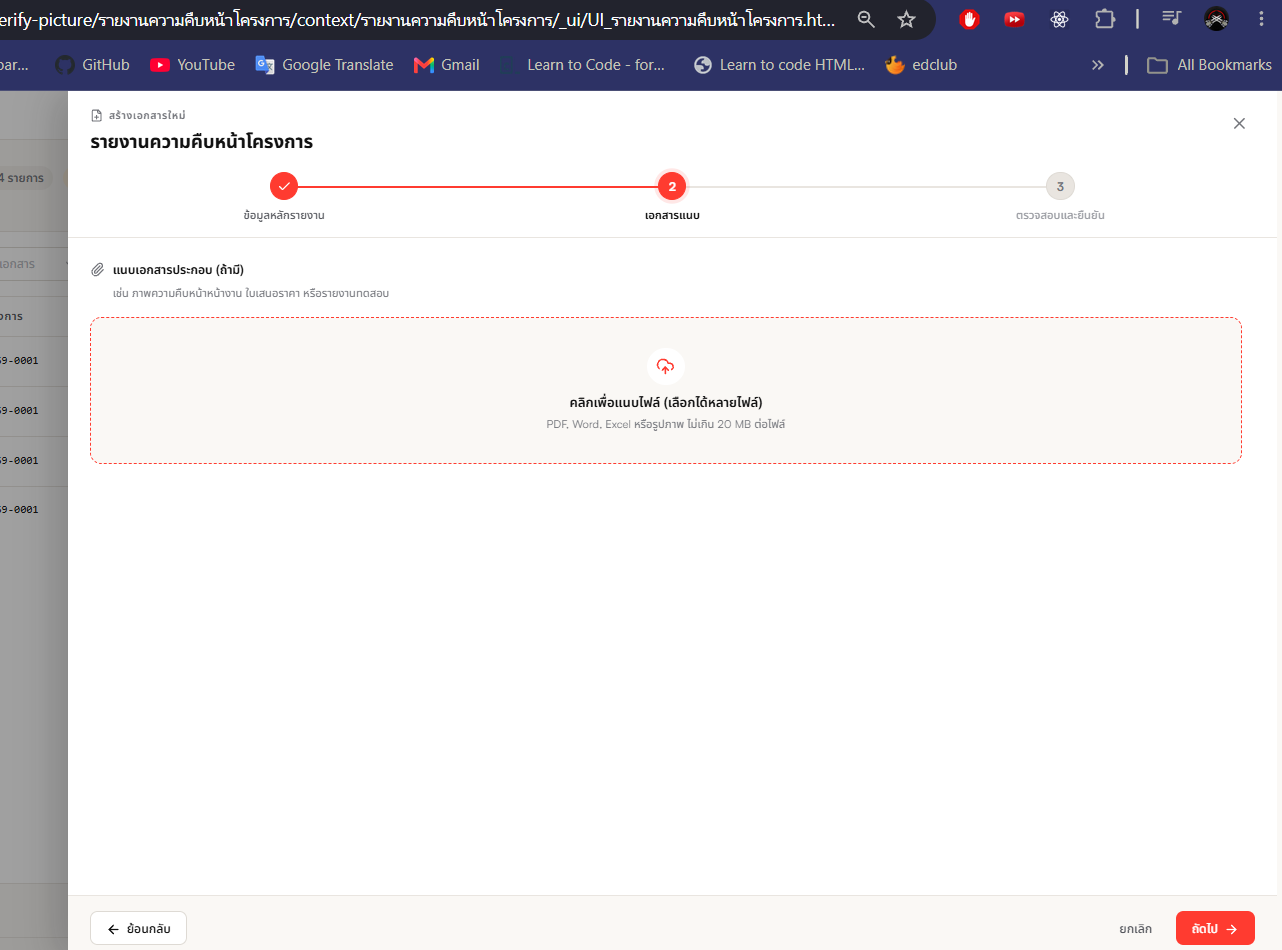 erify-picture/รายงานความคืบหน้าโครงการ/context/รายงานความคืบหน้าโครงการ/_ui/UI_รายงานความคืบหน้าโครงการ.ht...
GitHub
YouTube
Google Translate
Gmail
Learn to Code - for...
Learn to code HTML...
edclub
All Bookmarks
สร้างเอกสารใหม่
รายงานความคืบหน้าโครงการ
4 รายการ
2
3
ข้อมูลหลักรายงาน
เอกสารแนบ
ตรวจสอบและยืนยัน
แนบเอกสารประกอบ (ถ้ามี)
เช่น ภาพความคืบหน้าหน้างาน ใบเสนอราคา หรือรายงานทดสอบ
69-0001
69-0001
69-0001
69-0001
คลิกเพื่อแนบไฟล์ (เลือกได้หลายไฟล์)
PDF, Word, Excel หรือรูปภาพ ไม่เกิน 20 MB ต่อไฟล์
ย้อนกลับ
ยกเลิก
ถัดไป